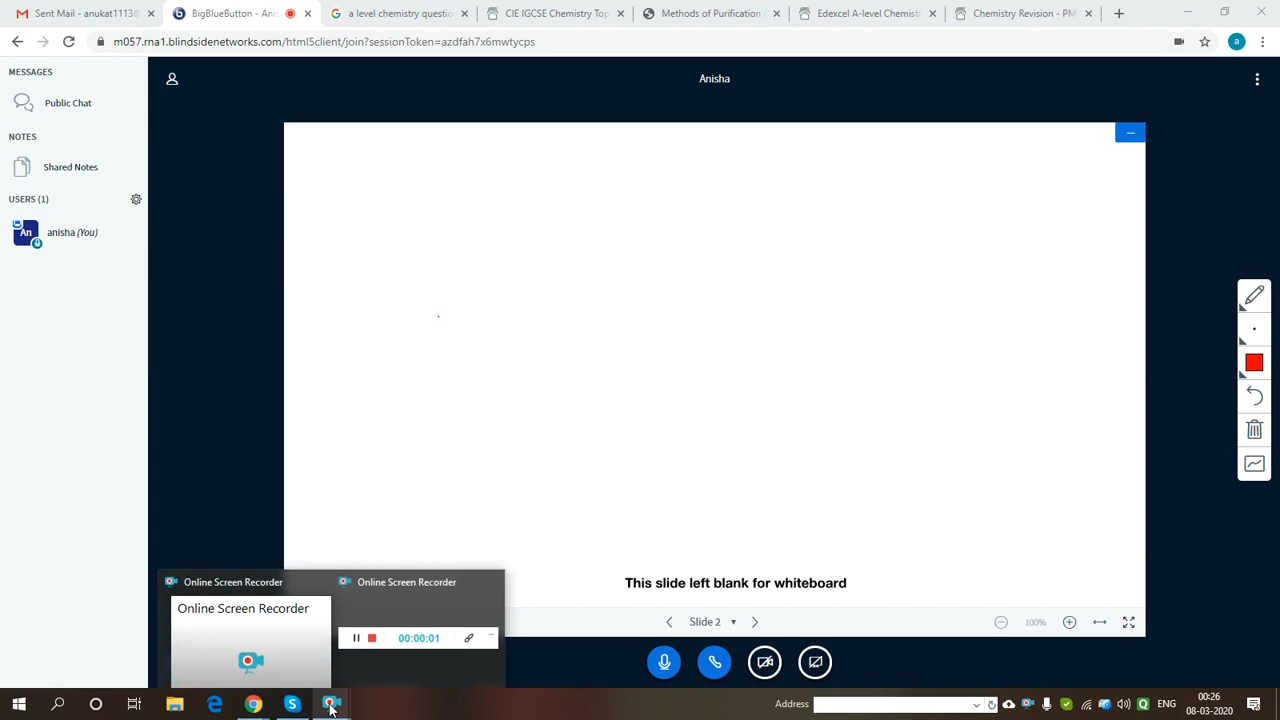 Sent Mail - anukat1113@
BigBlueButton - Anis
a level chemistry questio
CIE IGCSE Chemistry Top
Methods of Purification
Edexcel A-level Chemist
Chemistry Revision - PM
m057.rna1.blindsidenetworks.com/html5client/join?sessionToken=azdfah7x6mwtycps
a
MESSAGES
Public Chat
NOTES
Shared Notes
USERS (1)
An
anisha (You)
Anisha
This slide left blank for whiteboard
Slide 2
100%
Online Screen Recorder
Online Screen Recorder
Online Screen Recorder
00:00:01
Address
ENG
00:26
08-03-2020